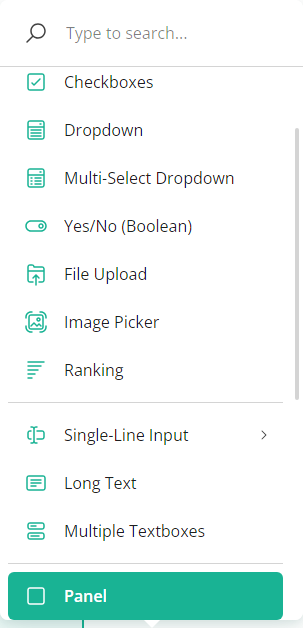 Type to search...
Checkboxes
Dropdown
Multi-Select Dropdown
Yes/No (Boolean)
File Upload
Image Picker
Ranking
Single-Line Input
Long Text
Multiple Textboxes
Panel